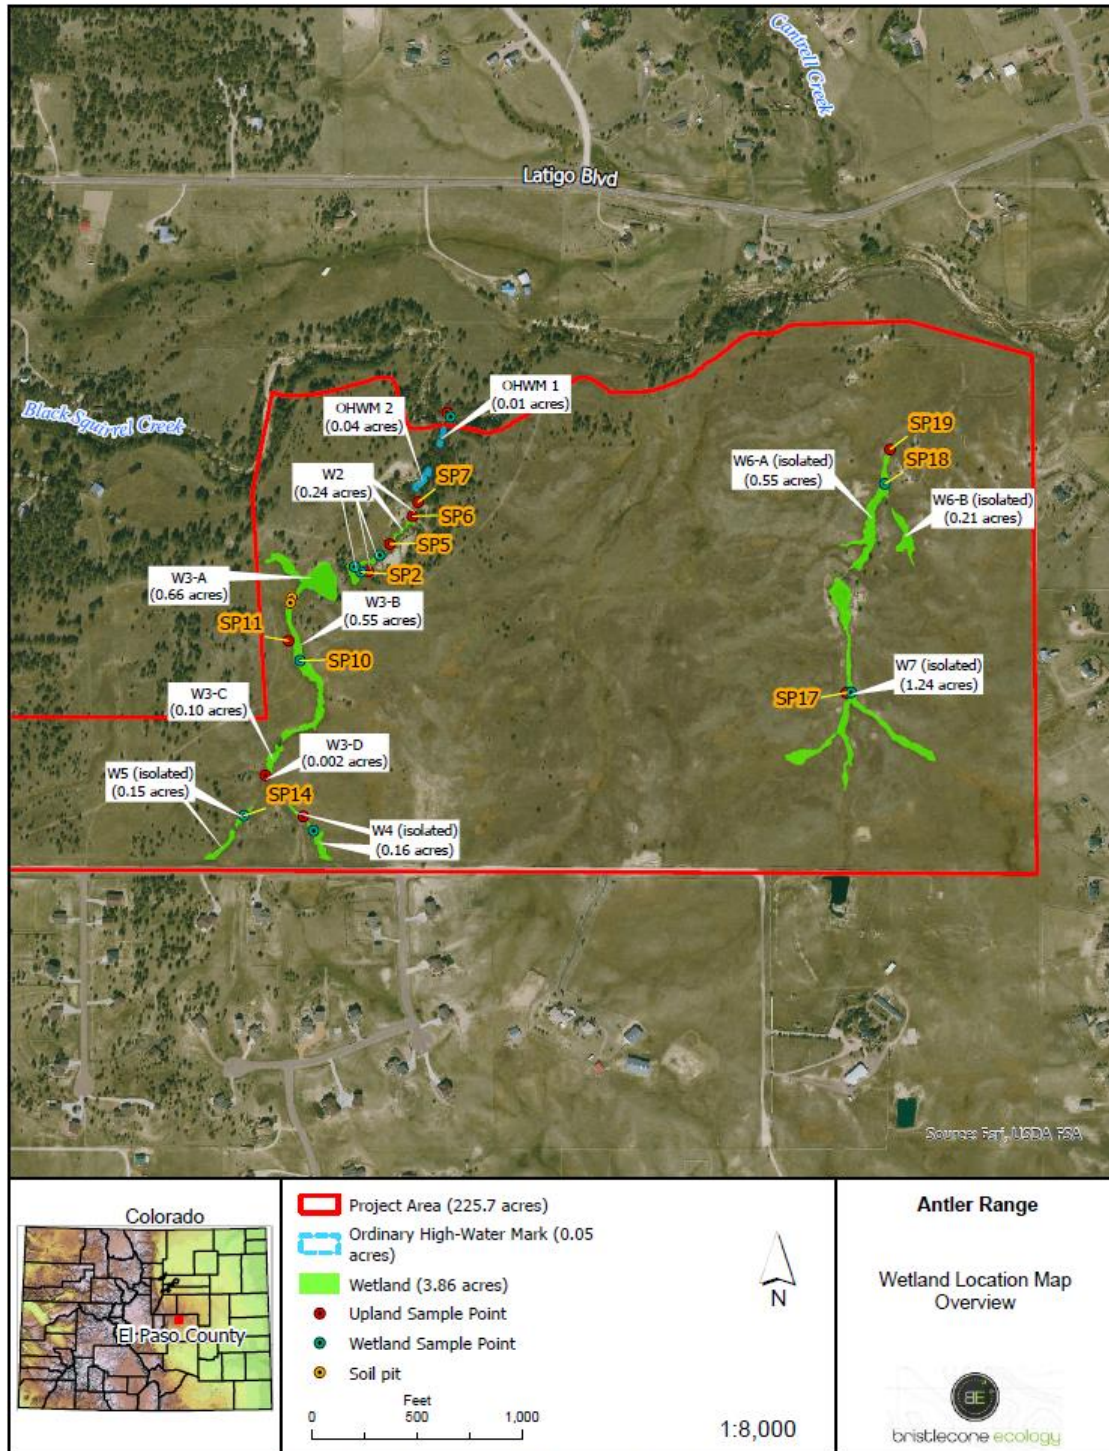 Cantrell Creek
Latigo Blvd
Black Squirrel Creek
OHWM 1
(0.01 acres)
OHWM 2
(0.04 acres)
W2
(0.24 acres)
SP7
SP6
SP5
SP2
W3-A
(0.66 acres)
W3-B
(0.55 acres)
SP11
SP10
W3-C
(0.10 acres)
W3-D
(0.002 acres)
W5 (isolated)
(0.15 acres)
SP14
W4 (isolated)
(0.16 acres)
SP19
SP18
W6-A (isolated)
(0.55 acres)
W6-B (isolated)
(0.21 acres)
W7 (isolated)
(1.24 acres)
SP17
Source: Esri, USDA FSA
Colorado
El Paso County
Project Area (225.7 acres)
Ordinary High-Water Mark (0.05
acres)
Wetland (3.86 acres)
Upland Sample Point
Wetland Sample Point
Soil pit
Feet
0 500 1,000
N
1:8,000
Antler Range
Wetland Location Map
Overview
BE
bristlecone ecology